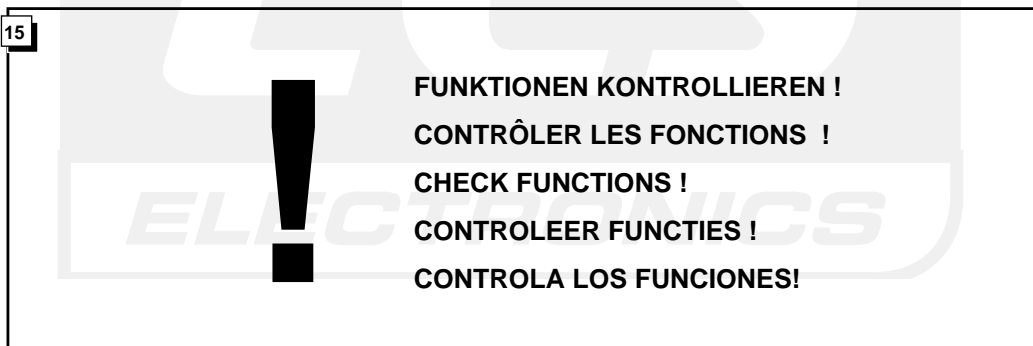 15
!
FUNKTIONEN KONTROLLIEREN !
CONTRÔLER LES FONCTIONS !
CHECK FUNCTIONS !
CONTROLEER FUNCTIES !
CONTROLA LOS FUNCIONES!
ELECTRONICS